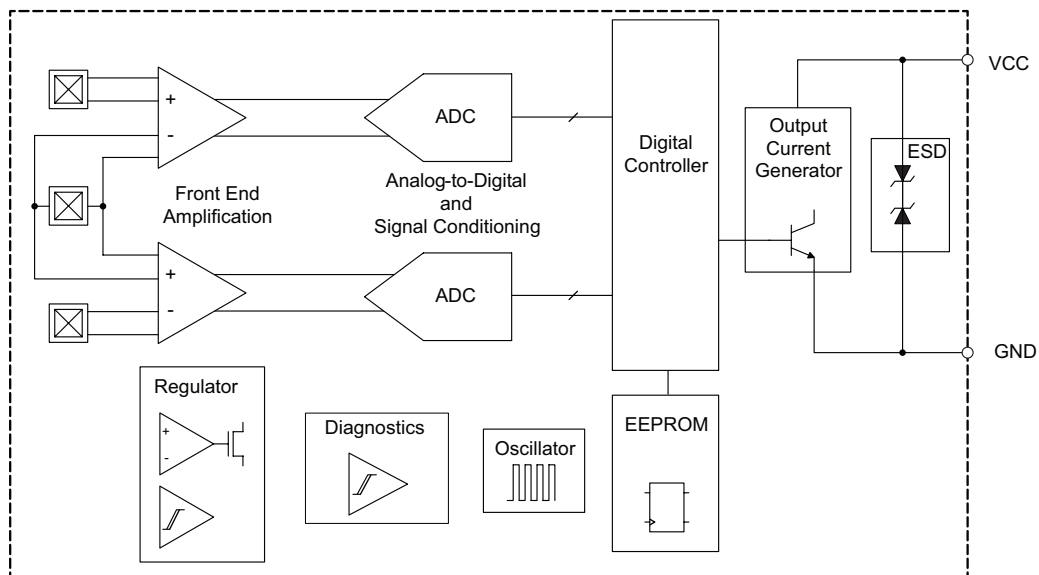 VCC
ADC
Digital
Controller
Output
Current
Generator
ESD
+
-
Front End
Amplification
Analog-to-Digital
and
Signal Conditioning
+
-
ADC
GND
Regulator
+
-
Diagnostics
Oscillator
EEPROM